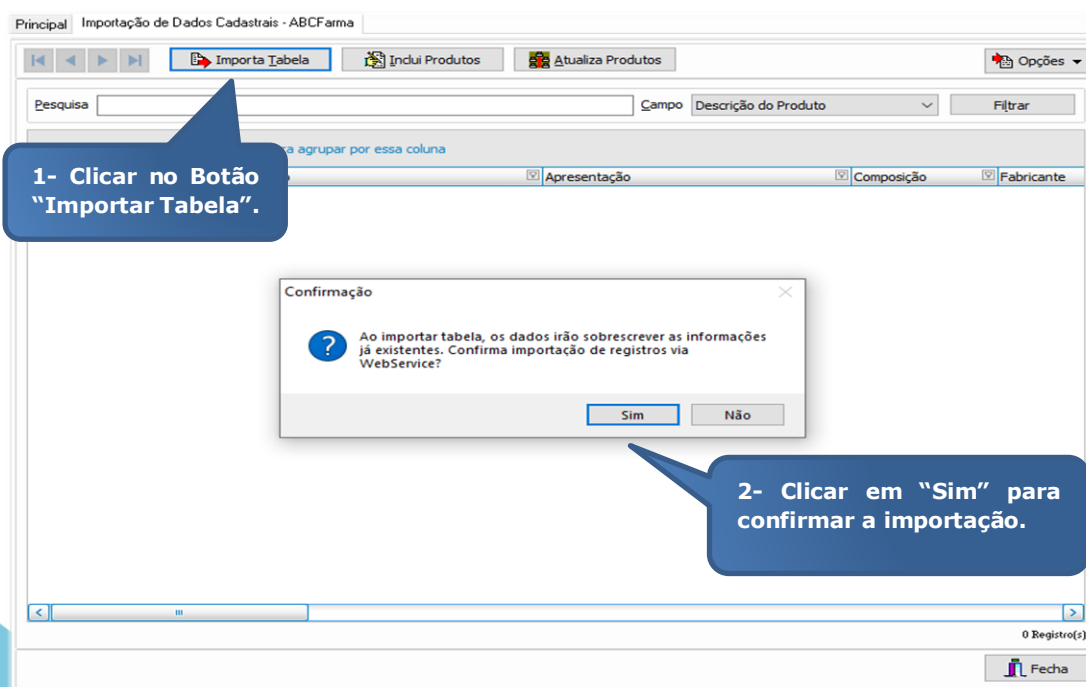 Principal Importação de Dados Cadastrais - ABCFarma
Importa Tabela Inclui Produtos Atualiza Produtos Opções
Pesquisa Campo Descrição do Produto Filtrar
agrupar por essa coluna
Apresentação Composição Fabricante
1- Clicar no Botão
“Importar Tabela”.
Confirmação
Ao importar tabela, os dados irão sobrescrever as informações
já existentes. Confirma importação de registros via
WebService?
Sim Não
2- Clicar em “Sim” para
confirmar a importação.
0 Registro(s)
Fecha